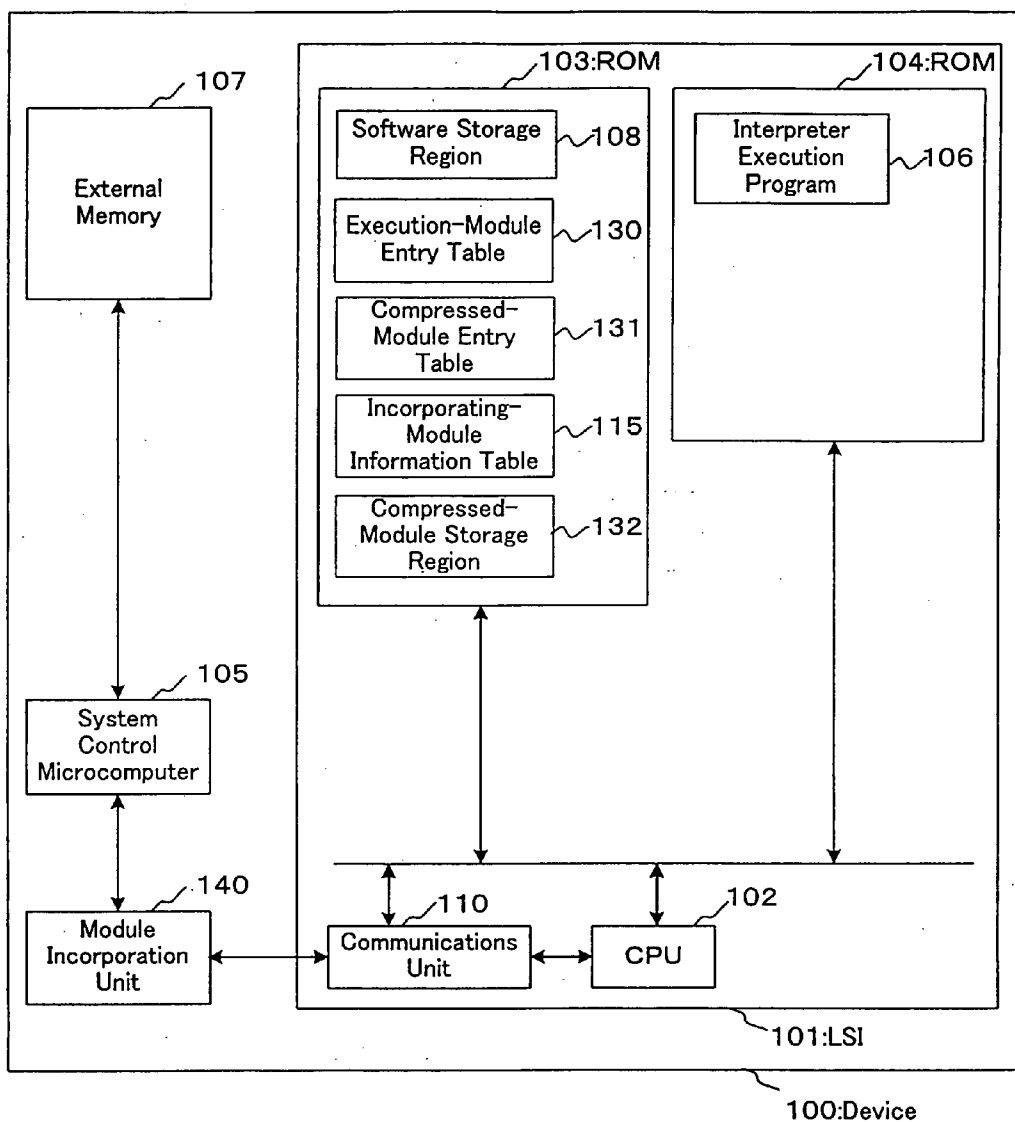 107
External
Memory
103:ROM
Software Storage
Region
108
Execution-Module
Entry Table
130
Compressed-
Module Entry
Table
131
Incorporating-
Module
Information Table
115
Compressed-
Module Storage
Region
132
104:ROM
Interpreter
Execution
Program
106
105
System
Control
Microcomputer
140
Module
Incorporation
Unit
110
Communications
Unit
102
CPU
101:LSI
100:Device